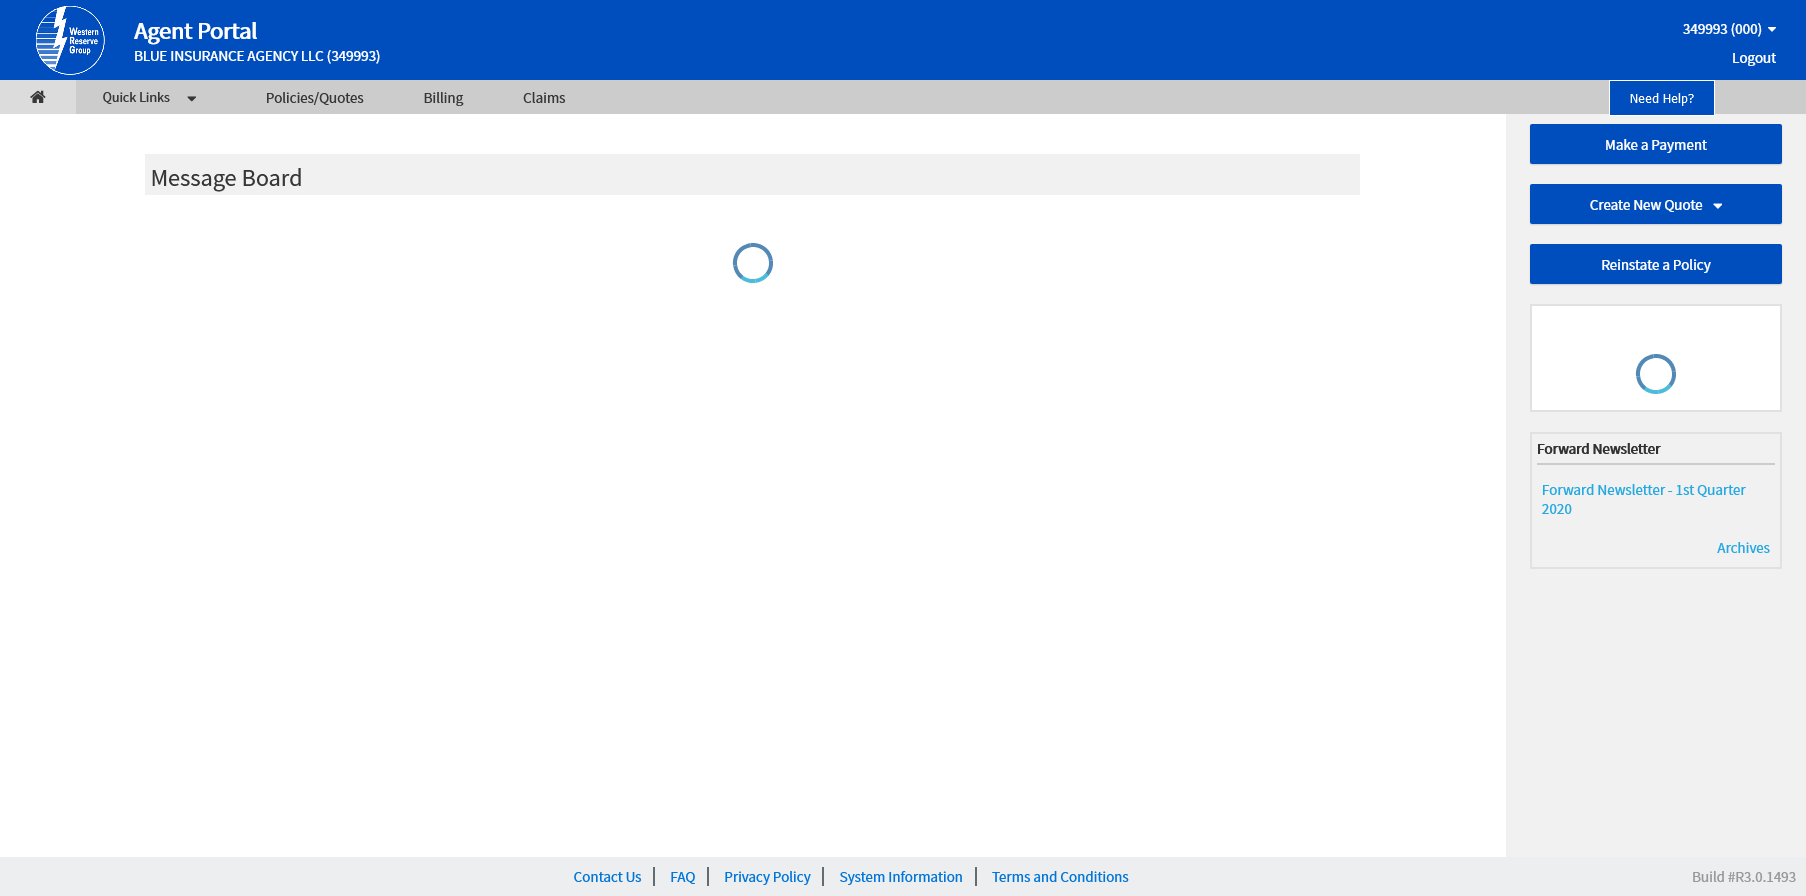 Western
Reserve
Group
Agent Portal
BLUE INSURANCE AGENCY LLC (349993)
349993 (000)
Logout
Quick Links
Policies/Quotes
Billing
Claims
Need Help?
Message Board
Make a Payment
Create New Quote
Reinstate a Policy
Forward Newsletter
Forward Newsletter - 1st Quarter
2020
Archives
Contact Us
FAQ
Privacy Policy
System Information
Terms and Conditions
Build #R3.0.1493